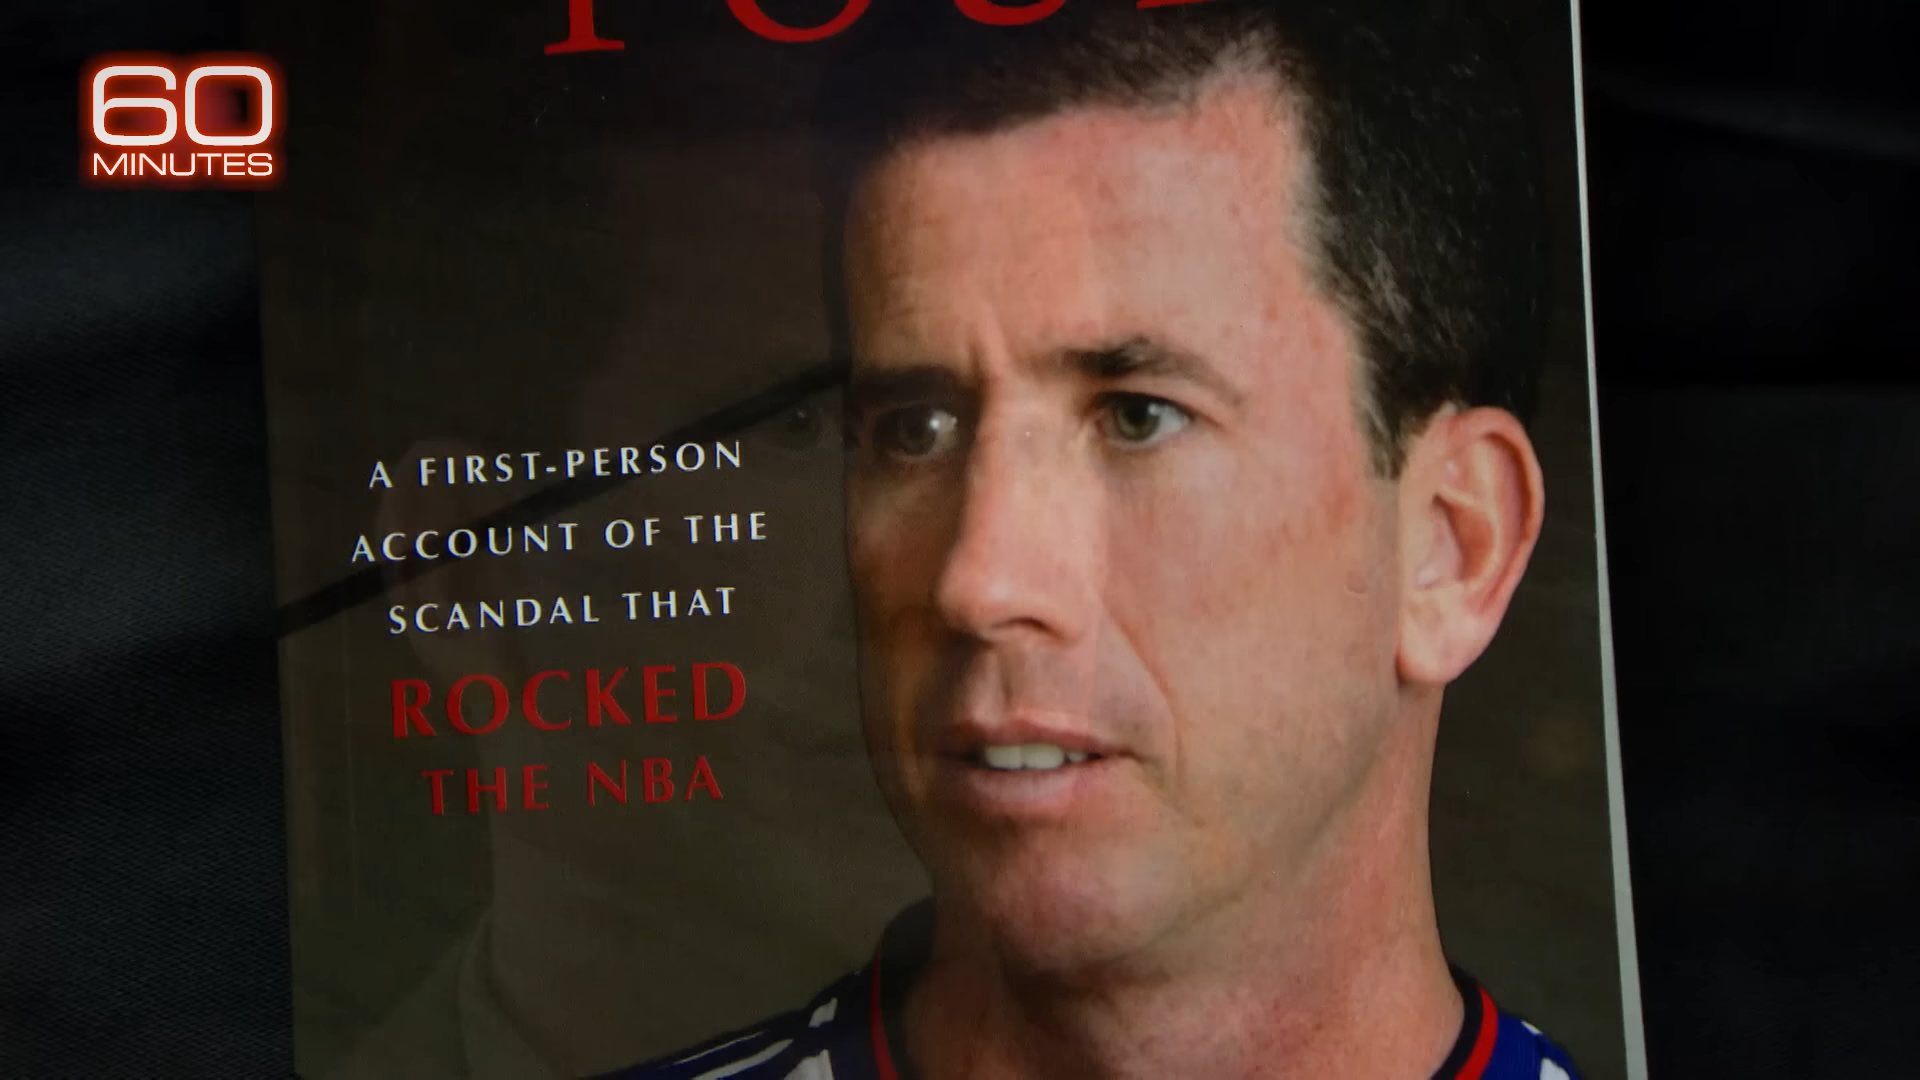 60
MINUTES
A FIRST-PERSON
ACCOUNT OF THE
SCANDAL THAT
ROCKED
THE NBA